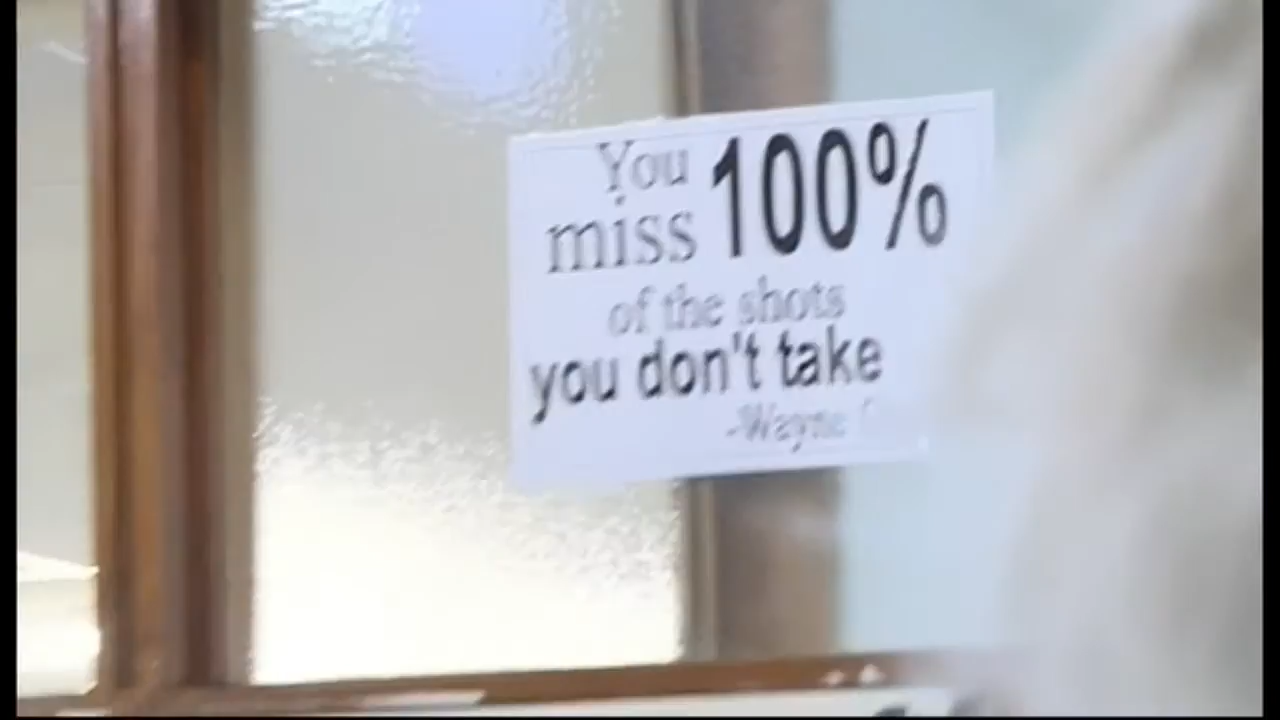 You
miss 100%
of the shots
you don't take
-Wayne